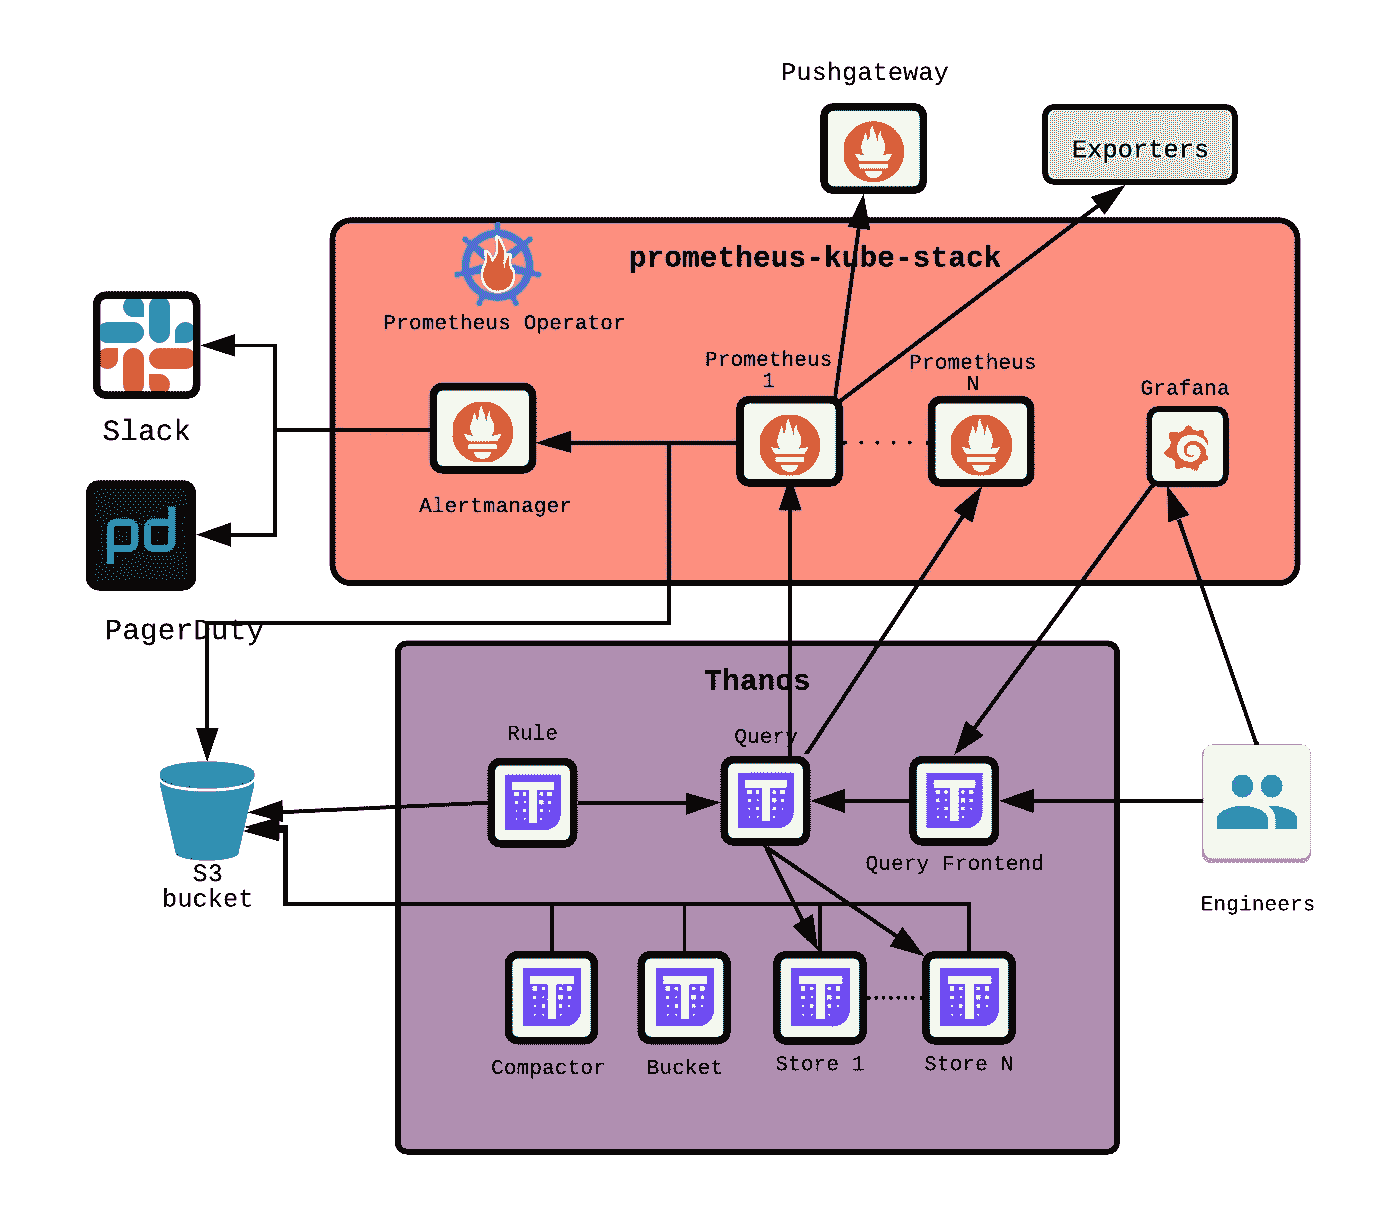 Pushgateway
Exporters
prometheus-kube-stack
Prometheus Operator
Prometheus
1
Prometheus
N
Grafana
Slack
Alertmanager
pd
PagerDuty
Thanos
Rule
Query
Query Frontend
S3
bucket
Engineers
Compactor
Bucket
Store 1
Store N